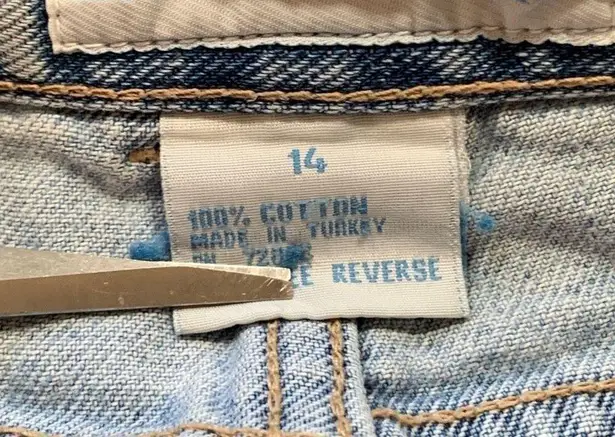 14
100% COTTON
MADE IN TURKEY
REVERSE